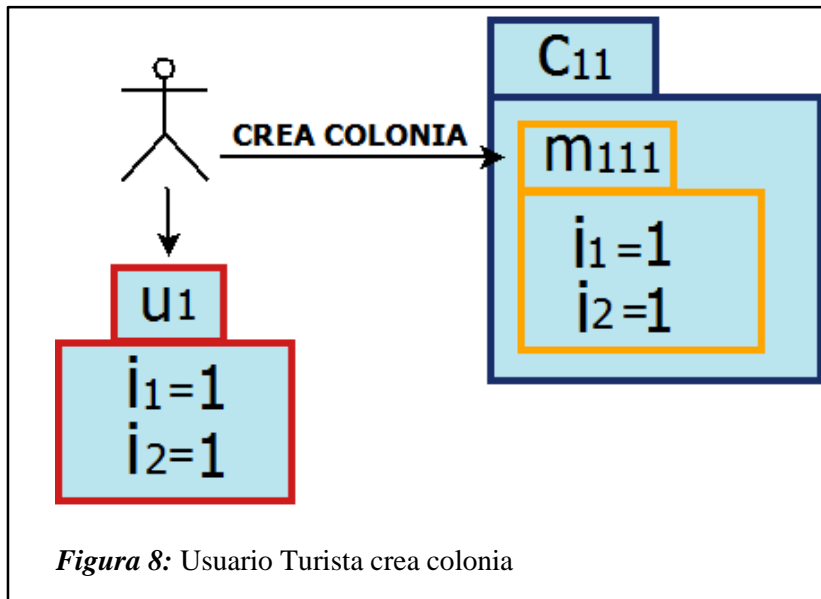 C11
CREA COLONIA
m111
i1=1
i2=1
u1
i1=1
i2=1
Figura 8: Usuario Turista crea colonia